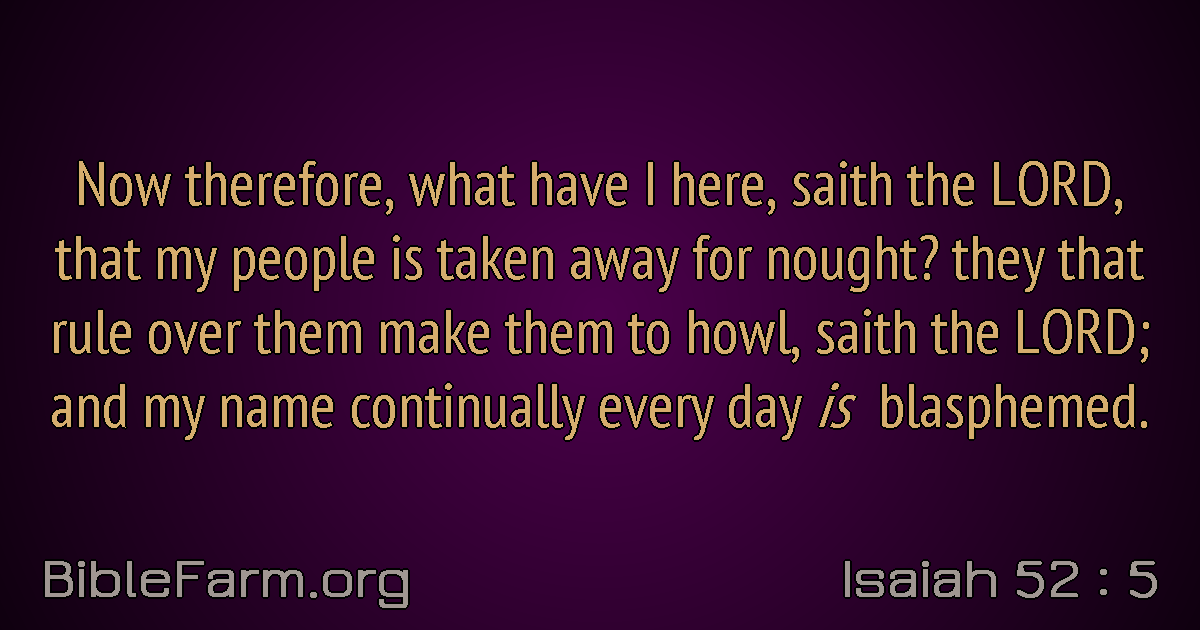 Now therefore, what have I here, saith the LORD,
that my people is taken away for nought? they that
rule over them make them to howl, saith the LORD;
and my name continually every day is blasphemed.
BibleFarm.org
Isaiah 52 : 5